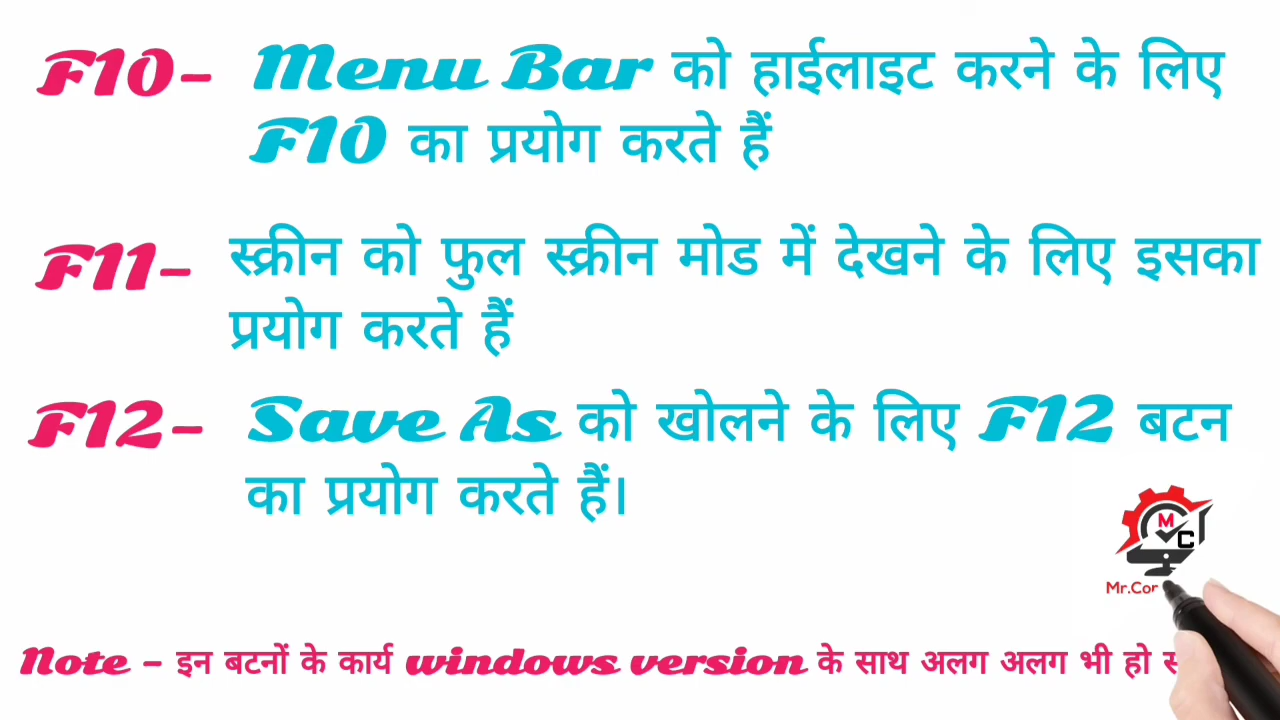 F10- Menu Bar को हाईलाइट करने के लिए
F10 का प्रयोग करते हैं
F11- स्क्रीन को फुल स्क्रीन मोड में देखने के लिए इसका
प्रयोग करते हैं
F12- Save As को खोलने के लिए F12 बटन
का प्रयोग करते हैं।
M
C
Mr.Cor
Note - इन बटनों के कार्य windows version के साथ अलग अलग भी हो